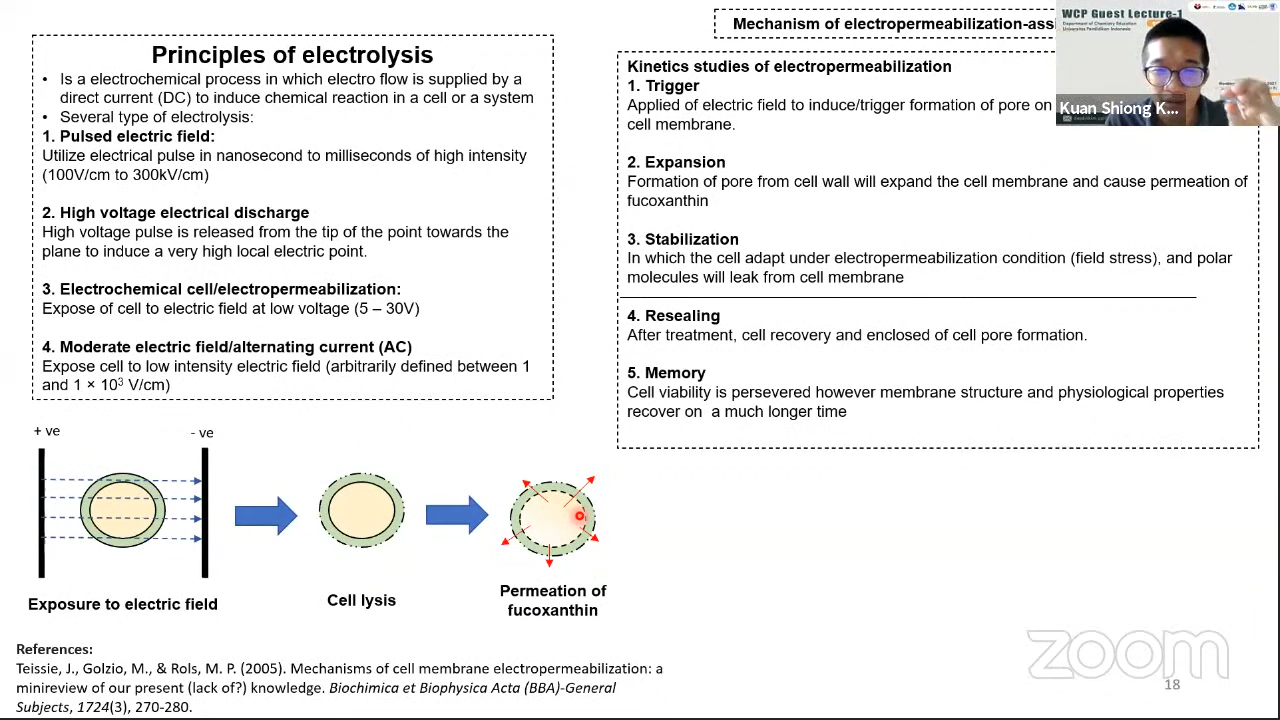 Principles of electrolysis
• Is a electrochemical process in which electro flow is supplied by a
direct current (DC) to induce chemical reaction in a cell or a system
• Several type of electrolysis:
1. Pulsed electric field:
Utilize electrical pulse in nanosecond to milliseconds of high intensity
(100V/cm to 300kV/cm)
2. High voltage electrical discharge
High voltage pulse is released from the tip of the point towards the
plane to induce a very high local electric point.
3. Electrochemical cell/electropermeabilization:
Expose of cell to electric field at low voltage (5 – 30V)
4. Moderate electric field/alternating current (AC)
Expose cell to low intensity electric field (arbitrarily defined between 1
and 1 × 10³ V/cm)
Mechanism of electropermeabilization-assi
Kinetics studies of electropermeabilization
1. Trigger
Applied of electric field to induce/trigger formation of pore on
cell membrane.
2. Expansion
Formation of pore from cell wall will expand the cell membrane and cause permeation of
fucoxanthin
3. Stabilization
In which the cell adapt under electropermeabilization condition (field stress), and polar
molecules will leak from cell membrane
4. Resealing
After treatment, cell recovery and enclosed of cell pore formation.
5. Memory
Cell viability is persevered however membrane structure and physiological properties
recover on a much longer time
WCP Guest Lecture-1
Department of Chemistry Education
Universitas Pendidikan Indonesia
Kuan Shiong K...
+ ve
- ve
Exposure to electric field
Cell lysis
Permeation of
fucoxanthin
References:
Teissie, J., Golzio, M., & Rols, M. P. (2005). Mechanisms of cell membrane electropermeabilization: a
minireview of our present (lack of?) knowledge. Biochimica et Biophysica Acta (BBA)-General
Subjects, 1724(3), 270-280.
zoom
18